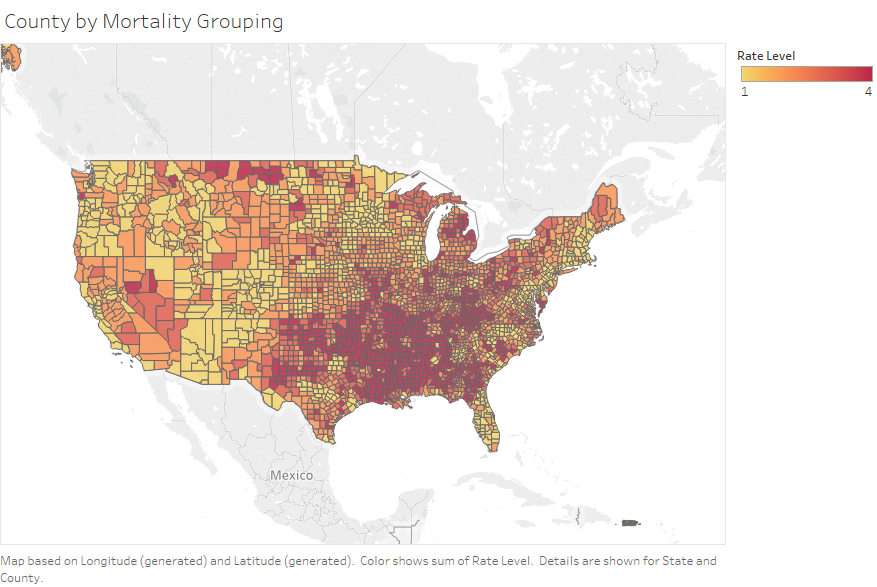 County by Mortality Grouping
Rate Level
1 4
Mexico
Map based on Longitude (generated) and Latitude (generated). Color shows sum of Rate Level. Details are shown for State and
County.